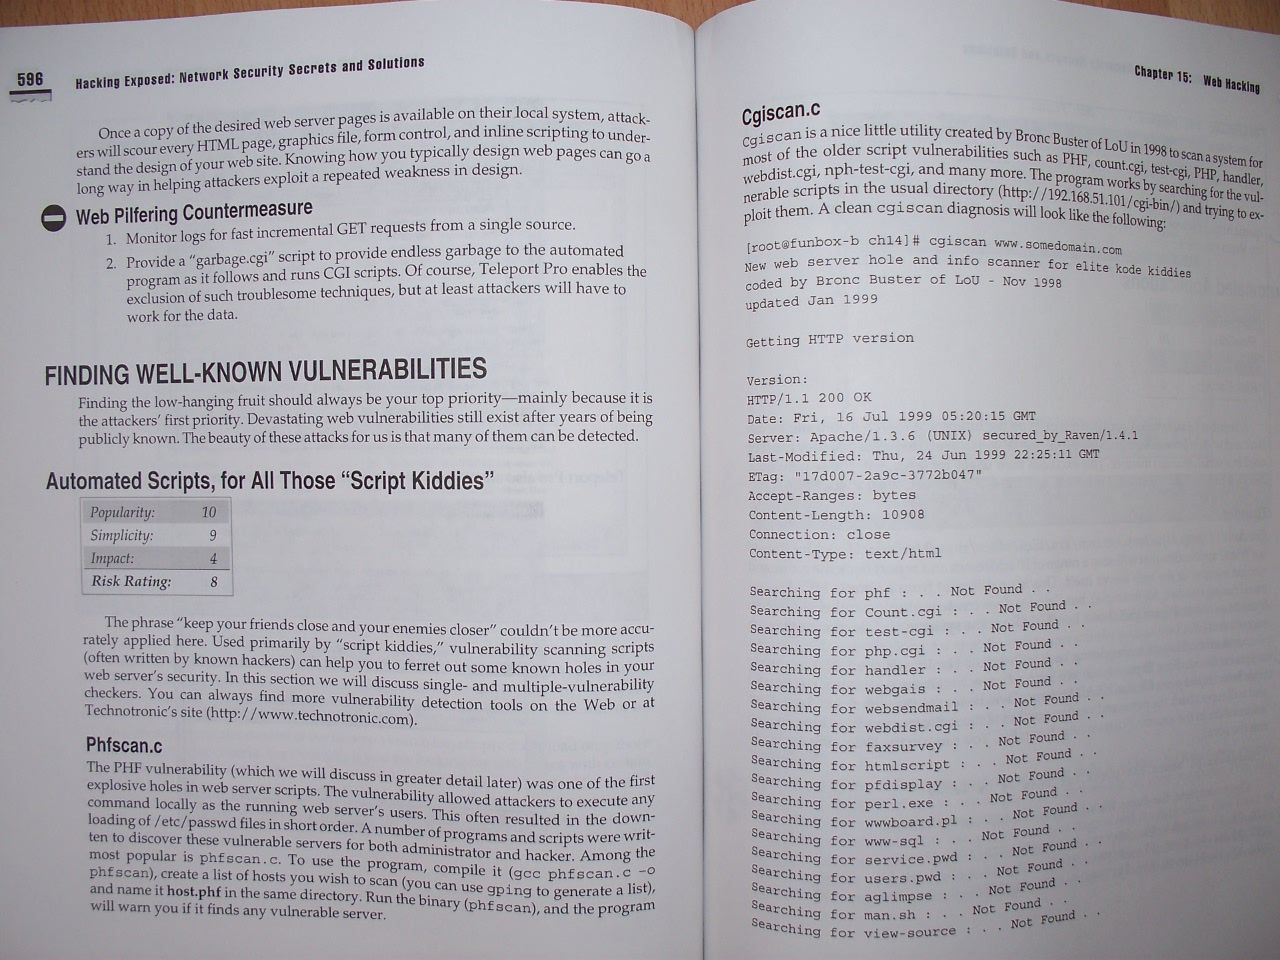 596
Hacking Exposed: Network Security Secrets and Solutions
Once a copy of the desired web server pages is available on their local system, attack-
ers will scour every HTML page, graphics file, form control, and inline scripting to under-
stand the design of your web site. Knowing how you typically design web pages can go a
long way in helping attackers exploit a repeated weakness in design.
Web Pilfering Countermeasure
1. Monitor logs for fast incremental GET requests from a single source.
2. Provide a "garbage.cgi" script to provide endless garbage to the automated
program as it follows and runs CGI scripts. Of course, Teleport Pro enables the
exclusion of such troublesome techniques, but at least attackers will have to
work for the data.
FINDING WELL-KNOWN VULNERABILITIES
Finding the low-hanging fruit should always be your top priority—mainly because it is
the attackers' first priority. Devastating web vulnerabilities still exist after years of being
publicly known. The beauty of these attacks for us is that many of them can be detected.
Automated Scripts, for All Those "Script Kiddies"
Popularity: 10
Simplicity: 9
Impact: 4
Risk Rating: 8
The phrase "keep your friends close and your enemies closer" couldn't be more accu-
rately applied here. Used primarily by "script kiddies," vulnerability scanning scripts
(often written by known hackers) can help you to ferret out some known holes in your
web server's security. In this section we will discuss single- and multiple-vulnerability
checkers. You can always find more vulnerability detection tools on the Web or at
Technotronic's site (http://www.technotronic.com).
Phfscan.c
The PHF vulnerability (which we will discuss in greater detail later) was one of the first
explosive holes in web server scripts. The vulnerability allowed attackers to execute any
command locally as the running web server's users. This often resulted in the down-
loading of /etc/passwd files in short order. A number of programs and scripts were writ-
ten to discover these vulnerable servers for both administrator and hacker. Among the
most popular is phfscan.c. To use the program, compile it (gcc phfscan.c -o
phfscan), create a list of hosts you wish to scan (you can use gping to generate a list),
and name it host.phf in the same directory. Run the binary (phfscan), and the program
will warn you if it finds any vulnerable server.
Chapter 15: Web Hacking
Cgiscan.c
Cgiscan is a nice little utility created by Bronc Buster of LoU in 1998 to scan a system for
most of the older script vulnerabilities such as PHF, count.cgi, test-cgi, PHP, handler,
webdist.cgi, nph-test-cgi, and many more. The program works by searching for the vul-
nerable scripts in the usual directory (http://192.168.51.101/cgi-bin/) and trying to ex-
ploit them. A clean cgiscan diagnosis will look like the following:
[root@funbox-b ch14]# cgiscan www.somedomain.com
New web server hole and info scanner for elite kode kiddies
coded by Bronc Buster of LoU - Nov 1998
updated Jan 1999
Getting HTTP version
Version:
HTTP/1.1 200 OK
Date: Fri, 16 Jul 1999 05:20:15 GMT
Server: Apache/1.3.6 (UNIX) secured_by_Raven/1.4.1
Last-Modified: Thu, 24 Jun 1999 22:25:11 GMT
ETag: "17d007-2a9c-3772b047"
Accept-Ranges: bytes
Content-Length: 10908
Connection: close
Content-Type: text/html
Searching for phf : . . Not Found . .
Searching for Count.cgi : . . Not Found . .
Searching for test-cgi : . . Not Found . .
Searching for php.cgi : . . Not Found . .
Searching for handler : . . Not Found . .
Searching for webgais : . . Not Found . .
Searching for websendmail : . . Not Found . .
Searching for webdist.cgi : . . Not Found . .
Searching for faxsurvey : . . Not Found . .
Searching for htmlscript : . . Not Found . .
Searching for pfdisplay : . . Not Found . .
Searching for perl.exe : . . Not Found . .
Searching for wwwboard.pl : . . Not Found . .
Searching for www-sql : . . Not Found . .
Searching for service.pwd : . . Not Found . .
Searching for users.pwd : . . Not Found . .
Searching for aglimpse : . . Not Found . .
Searching for man.sh : . . Not Found . .
Searching for view-source : . . Not Found . .